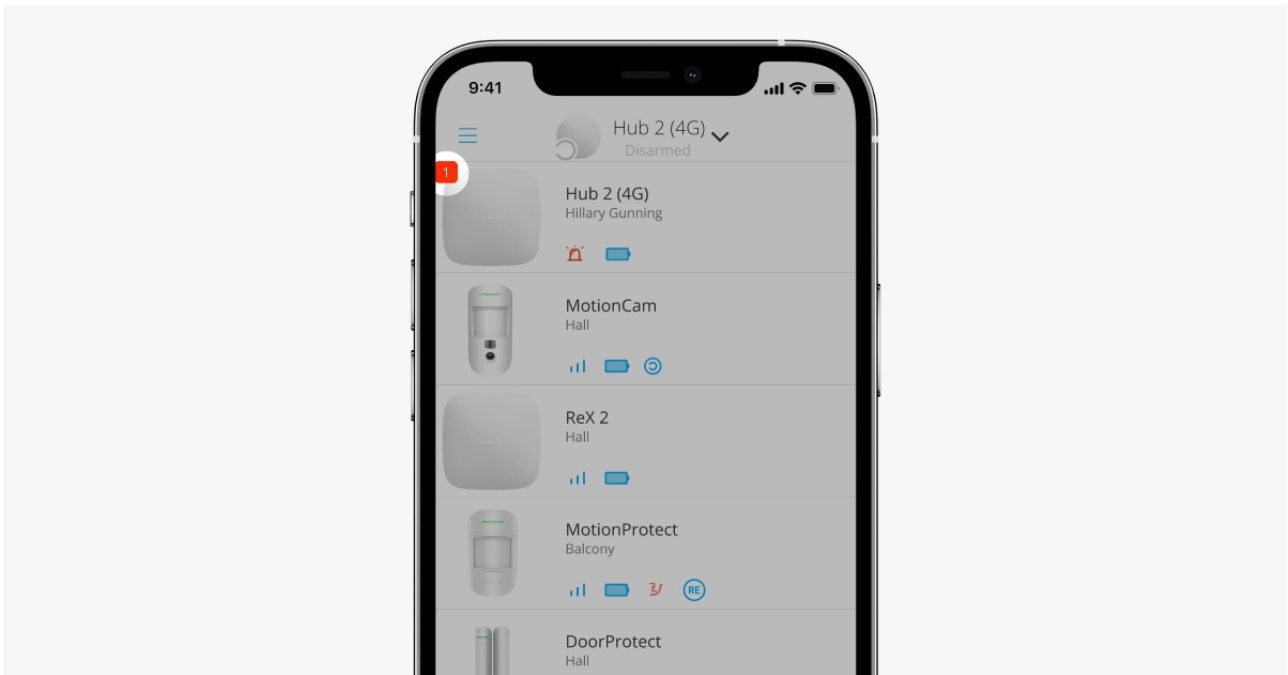 9:41
Hub 2 (4G)
Disarmed
1
Hub 2 (4G)
Hillary Gunning
MotionCam
Hall
ReX 2
Hall
MotionProtect
Balcony
RE
DoorProtect
Hall